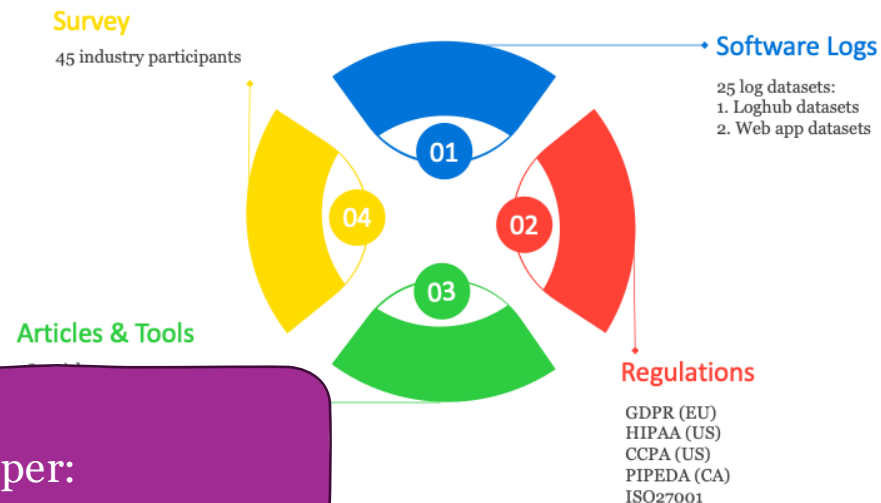 Survey
45 industry participants
Software Logs
25 log datasets:
1. Loghub datasets
2. Web app datasets
01
02
03
04
Articles & Tools
per:
Regulations
GDPR (EU)
HIPAA (US)
CCPA (US)
PIPEDA (CA)
ISO27001